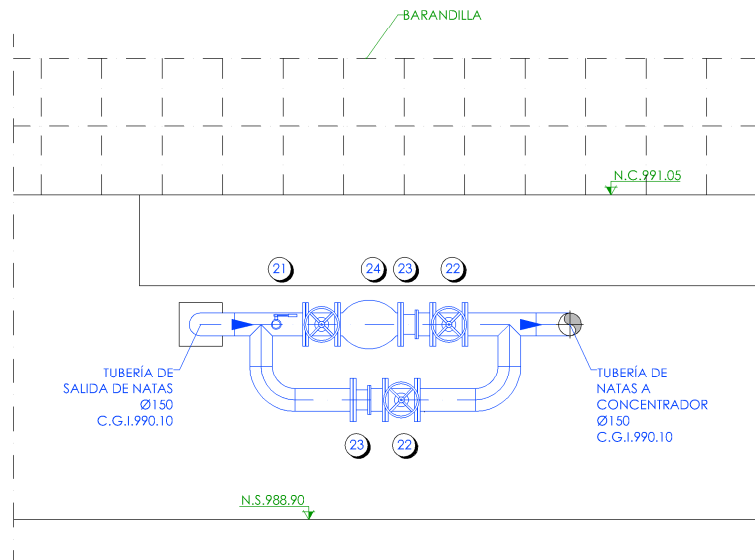 BARANDILLA
N.C.991.05
21
24
23
22
TUBERÍA DE
SALIDA DE NATAS
Ø150
C.G.I.990.10
TUBERÍA DE
NATAS A
CONCENTRADOR
Ø150
C.G.I.990.10
23
22
N.S.988.90